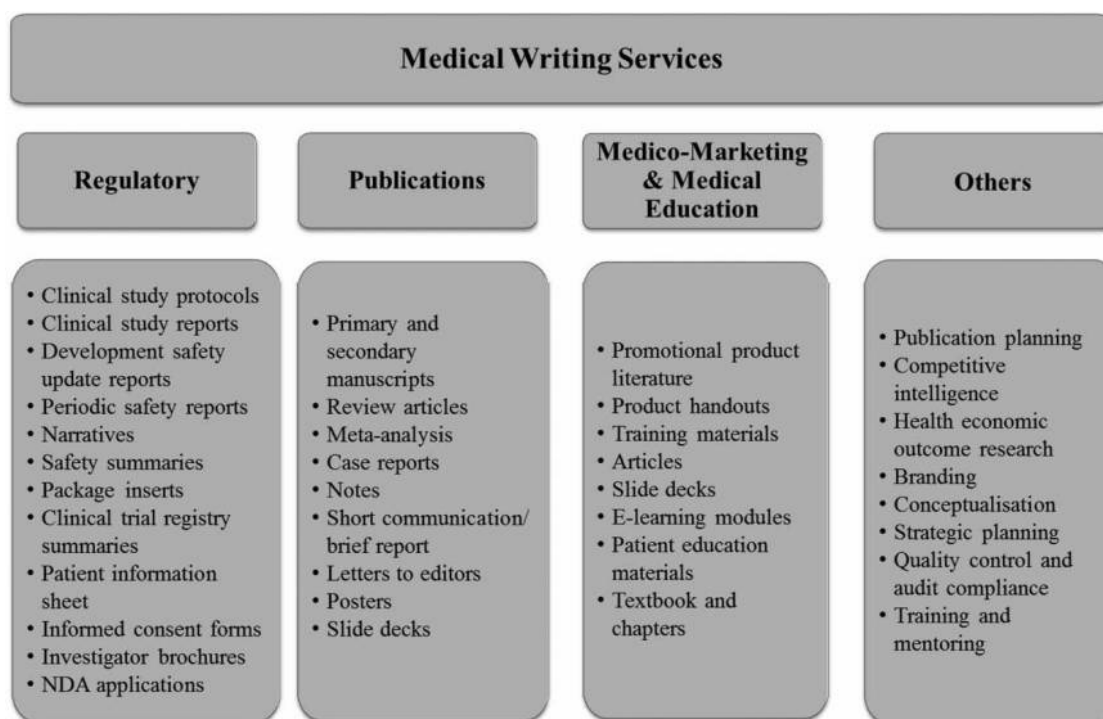 Medical Writing Services
Regulatory
Publications
Medico-Marketing
& Medical
Education
Others
• Clinical study protocols
• Clinical study reports
• Development safety
update reports
• Periodic safety reports
• Narratives
• Safety summaries
• Package inserts
• Clinical trial registry
summaries
• Patient information
sheet
• Informed consent forms
• Investigator brochures
• NDA applications
• Primary and
secondary
manuscripts
• Review articles
• Meta-analysis
• Case reports
• Notes
• Short communication/
brief report
• Letters to editors
• Posters
• Slide decks
• Promotional product
literature
• Product handouts
• Training materials
• Articles
• Slide decks
• E-learning modules
• Patient education
materials
• Textbook and
chapters
• Publication planning
• Competitive
intelligence
• Health economic
outcome research
• Branding
• Conceptualisation
• Strategic planning
• Quality control and
audit compliance
• Training and
mentoring